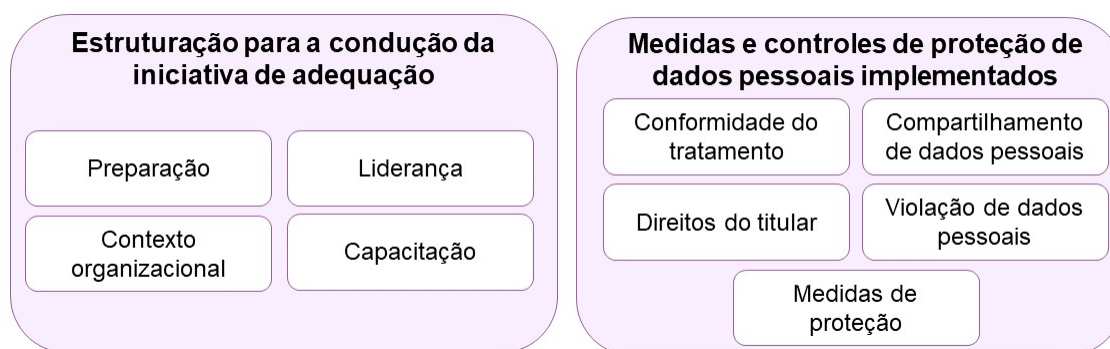 Estruturação para a condução da
iniciativa de adequação
Preparação
Liderança
Contexto
organizacional
Capacitação
Medidas e controles de proteção de
dados pessoais implementados
Conformidade do
tratamento
Compartilhamento
de dados pessoais
Direitos do titular
Violação de dados
pessoais
Medidas de
proteção